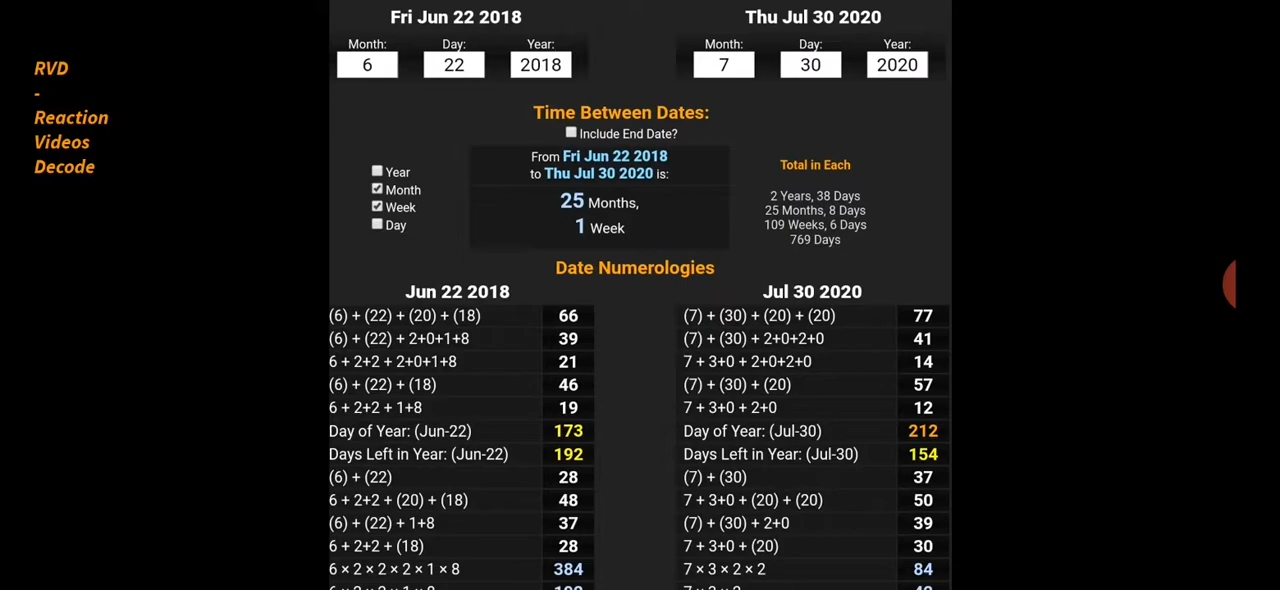 RVD
-
Reaction
Videos
Decode
Fri Jun 22 2018
Thu Jul 30 2020
Month: Day: Year:
6 22 2018
Month: Day: Year:
7 30 2020
Time Between Dates:
Include End Date?
Year
Month
Week
Day
From Fri Jun 22 2018
to Thu Jul 30 2020 is:
25 Months,
1 Week
Total in Each
2 Years, 38 Days
25 Months, 8 Days
109 Weeks, 6 Days
769 Days
Date Numerologies
Jun 22 2018
(6) + (22) + (20) + (18) 66
(6) + (22) + 2+0+1+8 39
6 + 2+2 + 2+0+1+8 21
(6) + (22) + (18) 46
6 + 2+2 + 1+8 19
Day of Year: (Jun-22) 173
Days Left in Year: (Jun-22) 192
(6) + (22) 28
6 + 2+2 + (20) + (18) 48
(6) + (22) + 1+8 37
6 + 2+2 + (18) 28
6 × 2 × 2 × 2 × 1 × 8 384
Jul 30 2020
(7) + (30) + (20) + (20) 77
(7) + (30) + 2+0+2+0 41
7 + 3+0 + 2+0+2+0 14
(7) + (30) + (20) 57
7 + 3+0 + 2+0 12
Day of Year: (Jul-30) 212
Days Left in Year: (Jul-30) 154
(7) + (30) 37
7 + 3+0 + (20) + (20) 50
(7) + (30) + 2+0 39
7 + 3+0 + (20) 30
7 × 3 × 2 × 2 84